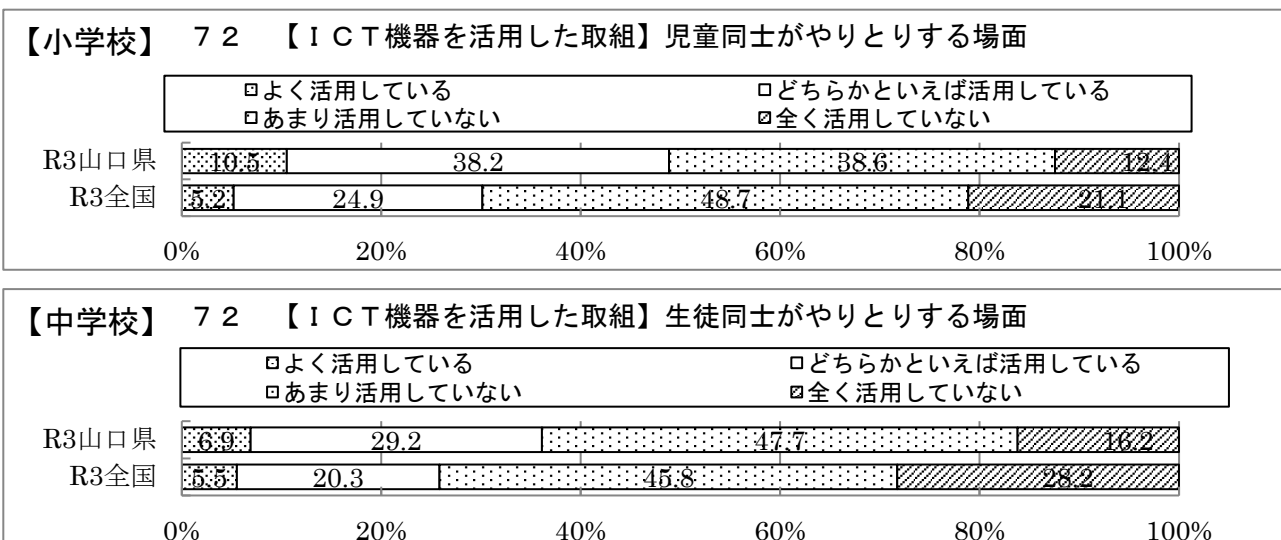 【小学校】 72 【ICT機器を活用した取組】児童同士がやりとりする場面
よく活用している どちらかといえば活用している
あまり活用していない 全く活用していない
R3山口県 10.5 38.2 38.6 12.4
R3全国 5.2 24.9 48.7 21.1
0% 20% 40% 60% 80% 100%
【中学校】 72 【ICT機器を活用した取組】生徒同士がやりとりする場面
よく活用している どちらかといえば活用している
あまり活用していない 全く活用していない
R3山口県 6.9 29.2 47.7 16.2
R3全国 5.5 20.3 45.8 28.2
0% 20% 40% 60% 80% 100%